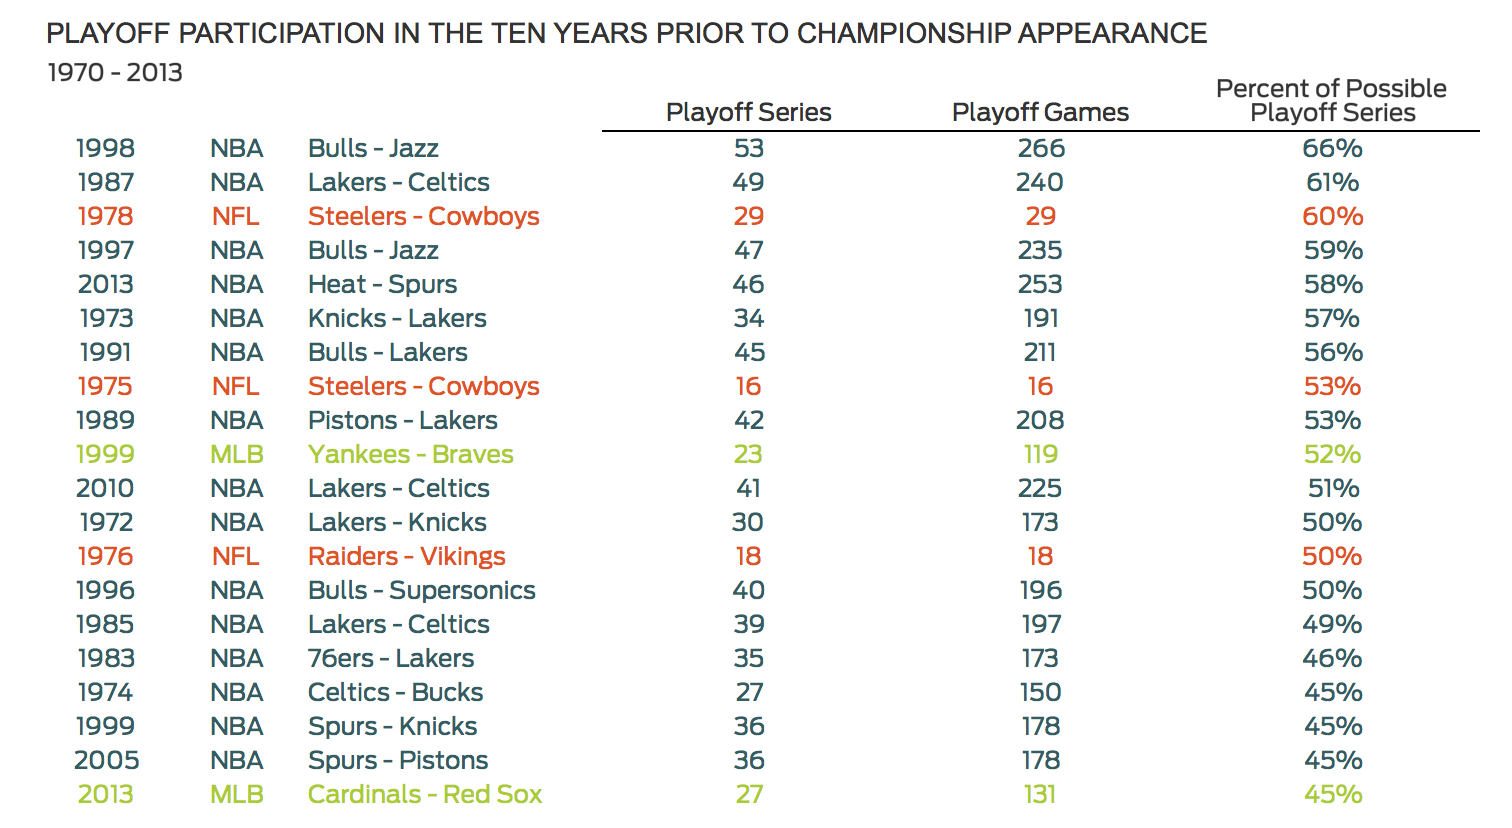 PLAYOFF PARTICIPATION IN THE TEN YEARS PRIOR TO CHAMPIONSHIP APPEARANCE
1970 - 2013
Percent of Possible
Playoff Series Playoff Games Playoff Series
1998 NBA Bulls - Jazz 53 266 66%
1987 NBA Lakers - Celtics 49 240 61%
1978 NFL Steelers - Cowboys 29 29 60%
1997 NBA Bulls - Jazz 47 235 59%
2013 NBA Heat - Spurs 46 253 58%
1973 NBA Knicks - Lakers 34 191 57%
1991 NBA Bulls - Lakers 45 211 56%
1975 NFL Steelers - Cowboys 16 16 53%
1989 NBA Pistons - Lakers 42 208 53%
1999 MLB Yankees - Braves 23 119 52%
2010 NBA Lakers - Celtics 41 225 51%
1972 NBA Lakers - Knicks 30 173 50%
1976 NFL Raiders - Vikings 18 18 50%
1996 NBA Bulls - Supersonics 40 196 50%
1985 NBA Lakers - Celtics 39 197 49%
1983 NBA 76ers - Lakers 35 173 46%
1974 NBA Celtics - Bucks 27 150 45%
1999 NBA Spurs - Knicks 36 178 45%
2005 NBA Spurs - Pistons 36 178 45%
2013 MLB Cardinals - Red Sox 27 131 45%